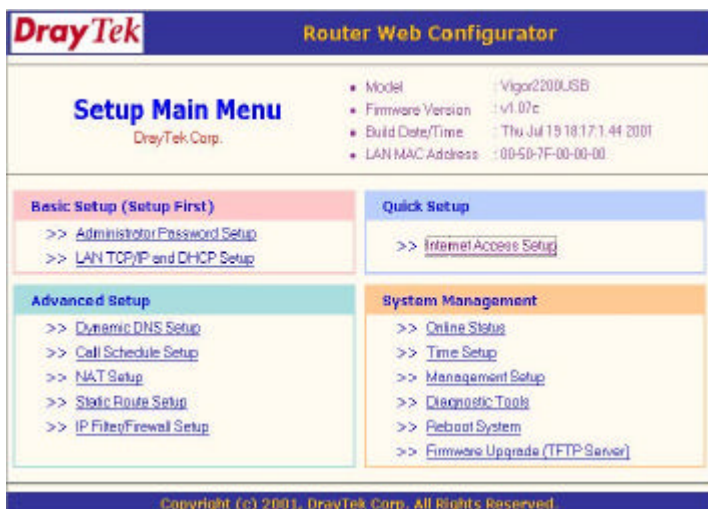 DrayTek
Router Web Configurator
Setup Main Menu
DrayTek Corp.
Model : Vigor2200USB
Firmware Version : v1.07c
Build Date/Time : Thu Jul 19 18:17:1.44 2001
LAN MAC Address : 00-50-7F-00-00-00
Basic Setup (Setup First)
>> Administrator Password Setup
>> LAN TCP/IP and DHCP Setup
Quick Setup
>> Internet Access Setup
Advanced Setup
>> Dynamic DNS Setup
>> Call Schedule Setup
>> NAT Setup
>> Static Route Setup
>> IP Filter/Firewall Setup
System Management
>> Online Status
>> Time Setup
>> Management Setup
>> Diagnostic Tools
>> Reboot System
>> Firmware Upgrade (TFTP Server)
Copyright (c) 2001, DrayTek Corp. All Rights Reserved.